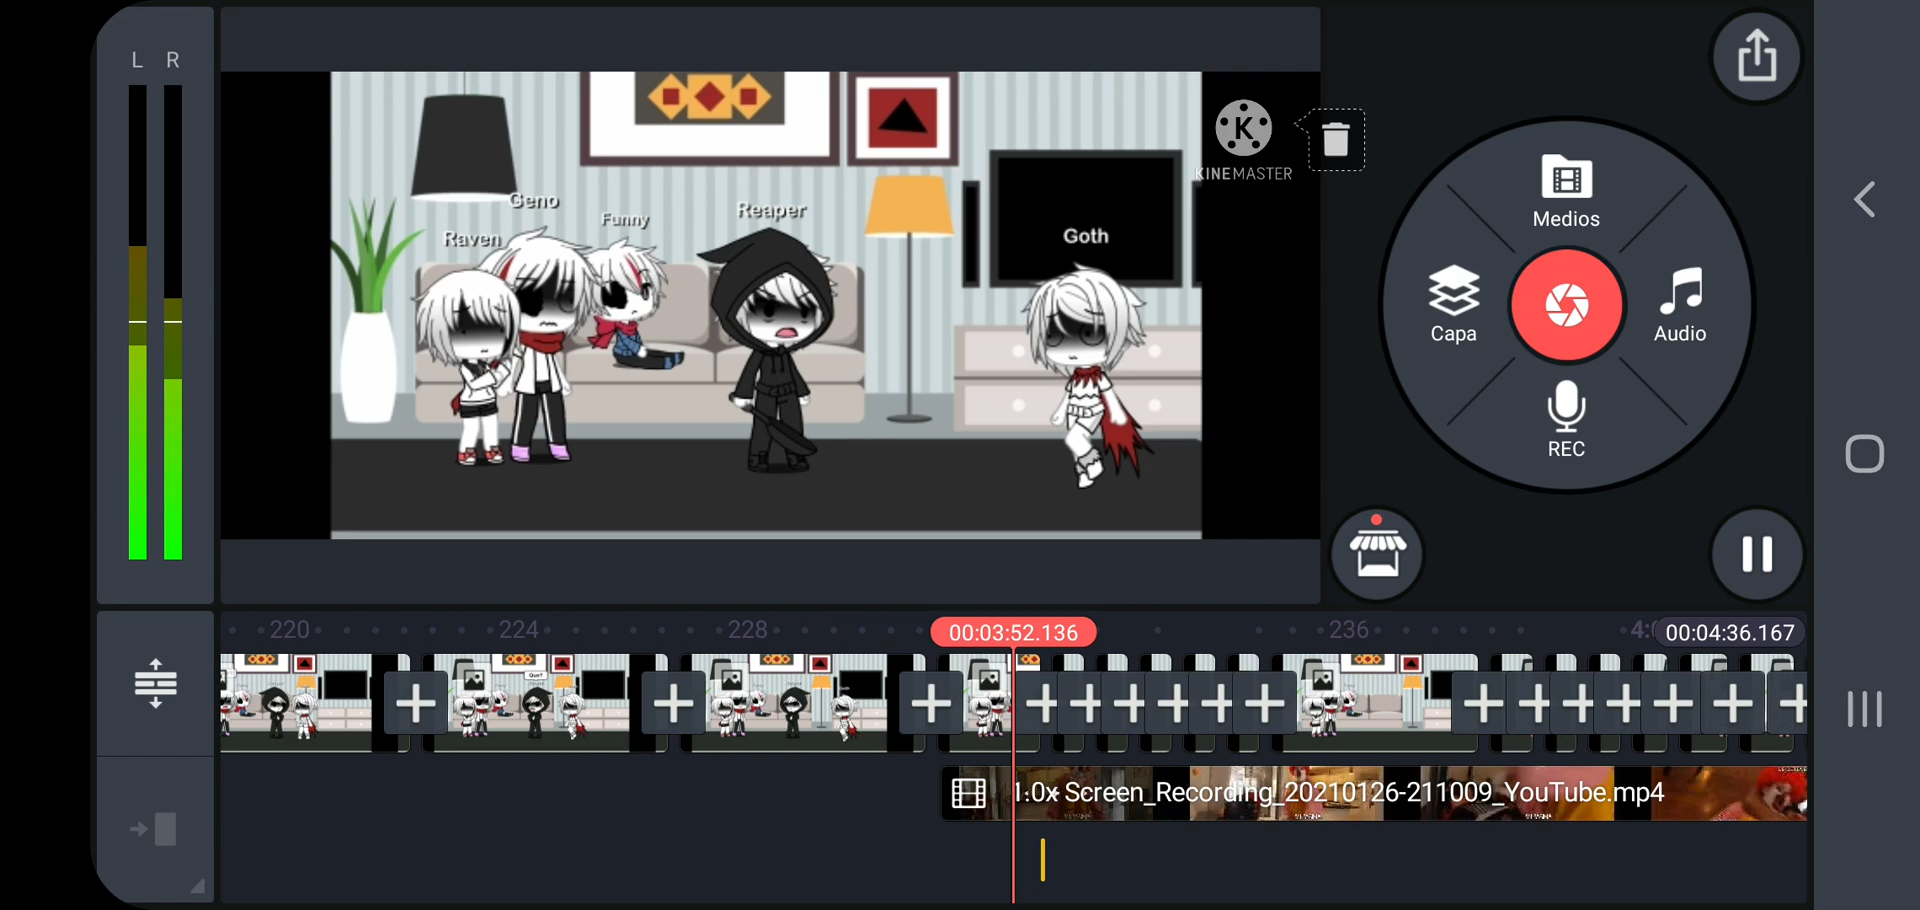 L R
Geno
Funny
Reaper
Raven
Goth
K
KINEMASTER
Medios
Capa
Audio
REC
220
224
228
00:03:52.136
236
00:04:36.167
Que?
1.0x Screen_Recording_20210126-211009_YouTube.mp4